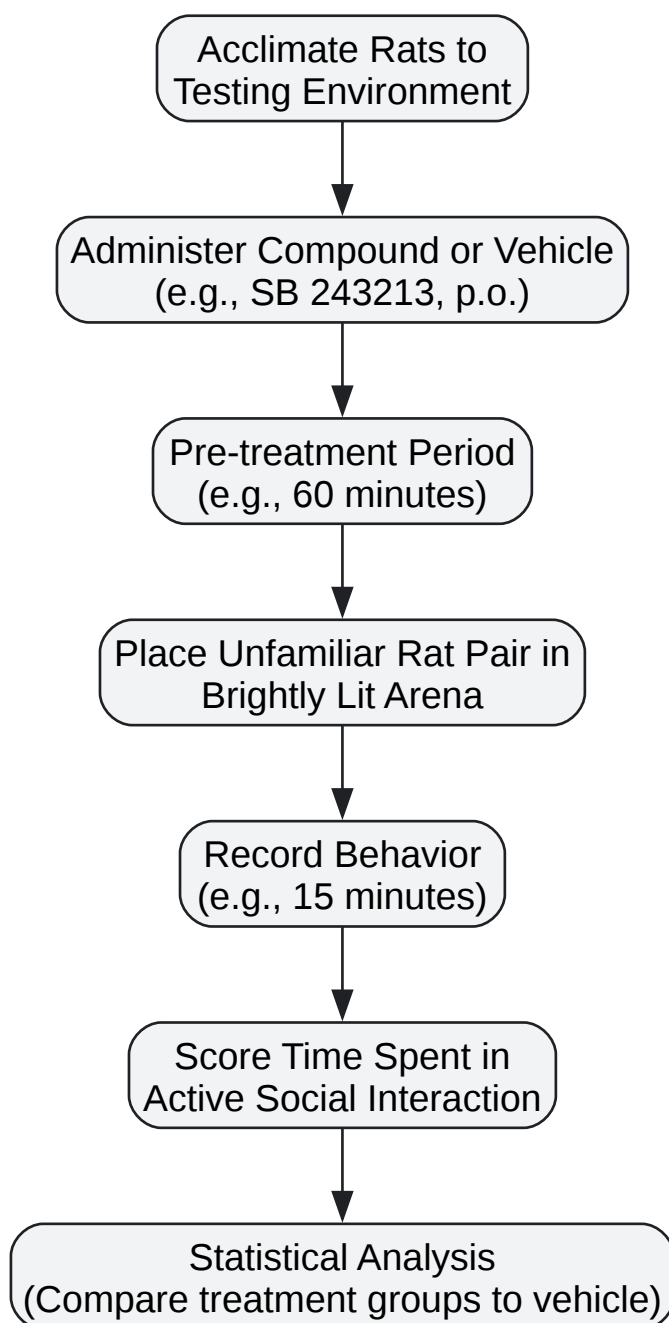 Acclimate Rats to
Testing Environment
Administer Compound or Vehicle
(e.g., SB 243213, p.o.)
Pre-treatment Period
(e.g., 60 minutes)
Place Unfamiliar Rat Pair in
Brightly Lit Arena
Record Behavior
(e.g., 15 minutes)
Score Time Spent in
Active Social Interaction
Statistical Analysis
(Compare treatment groups to vehicle)